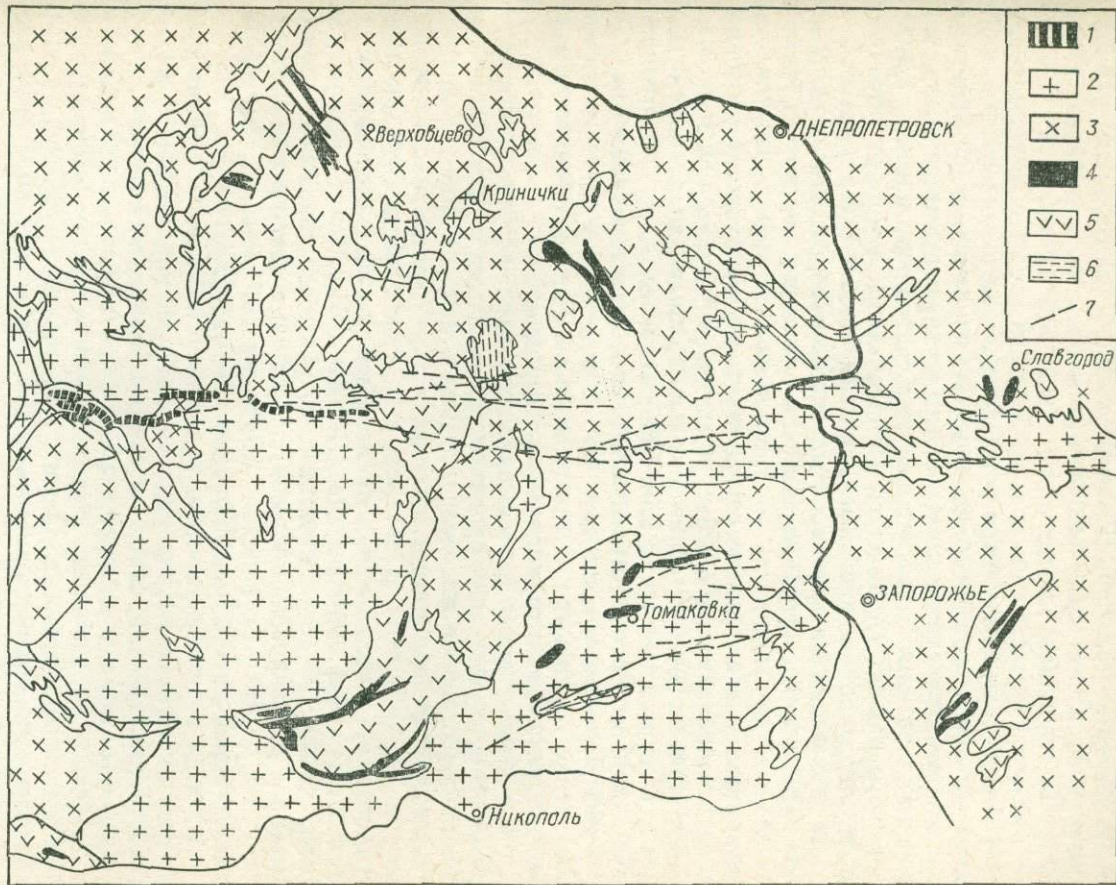 1
2
3
4
5
6
7
Верховцево
ДНЕПРОПЕТРОВСК
Кринички
Славгород
ЗАПОРОЖЬЕ
Томаковка
Никополь